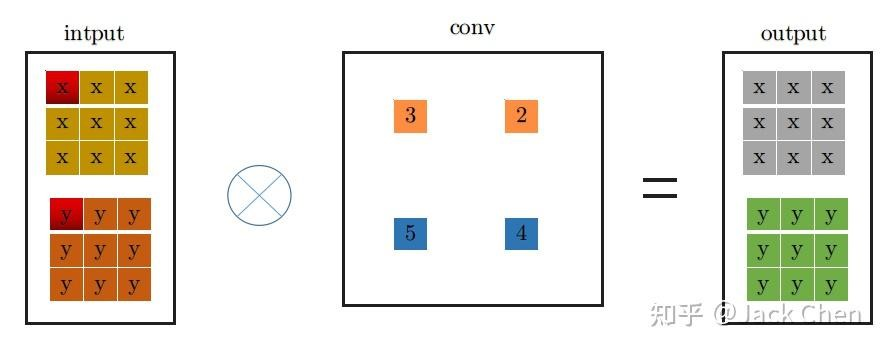 intput
conv
output
x x x
x x x
x x x
y y y
y y y
y y y
3 2
5 4
=
x x x
x x x
x x x
y y y
y y y
y y y
知乎 @Jack Chen